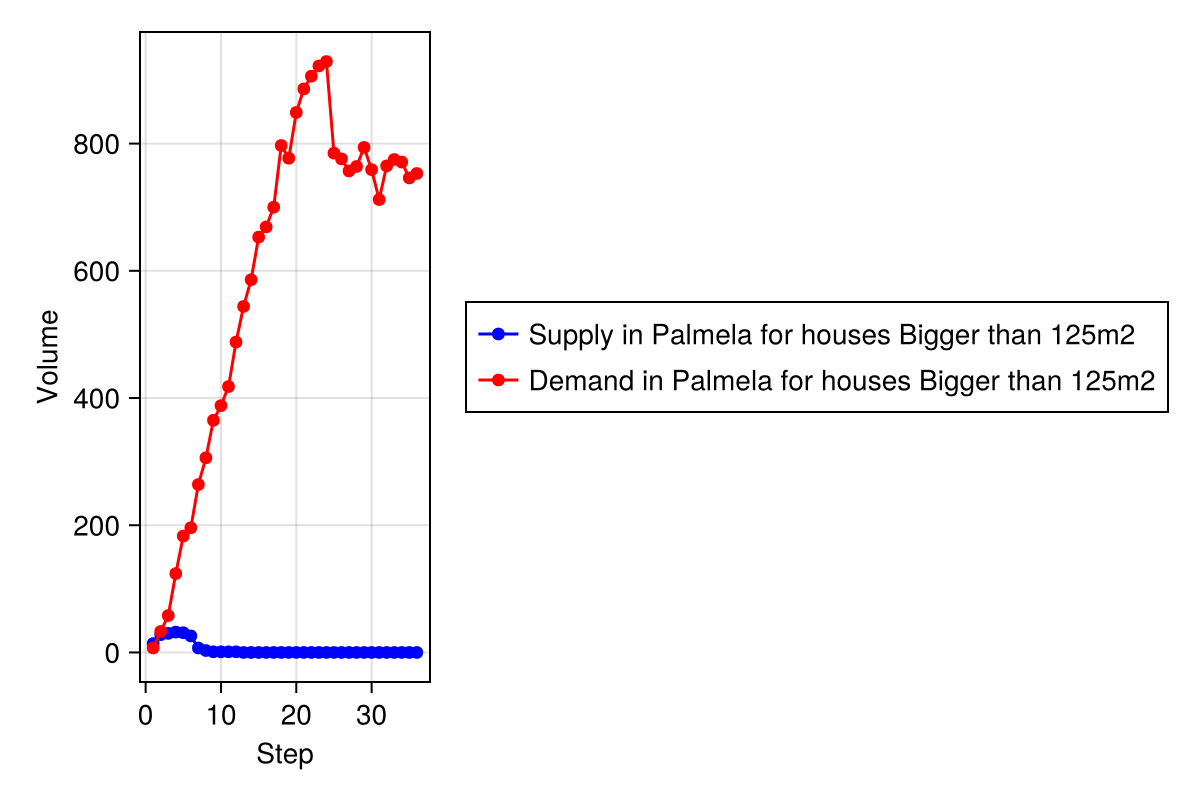 800
600
400
200
0
Volume
0 10 20 30
Step
Supply in Palmela for houses Bigger than 125m2
Demand in Palmela for houses Bigger than 125m2